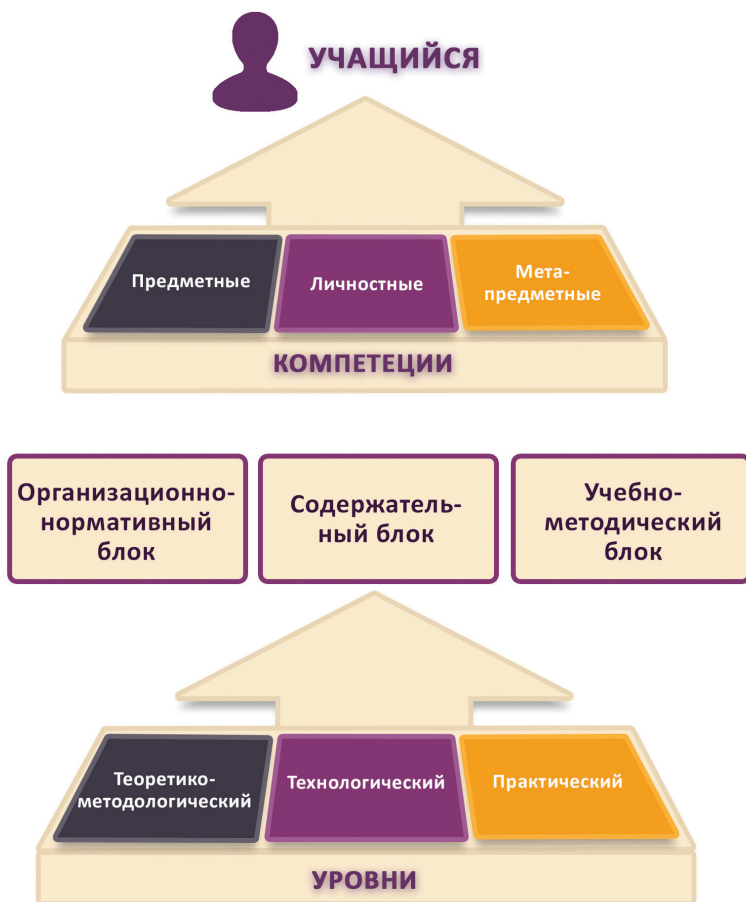 УЧАЩИЙСЯ
Предметные
Личностные
Мета-
предметные
КОМПЕТЕЦИИ
Организационно-
нормативный
блок
Содержатель-
ный блок
Учебно-
методический
блок
Теоретико-
методологический
Технологический
Практический
УРОВНИ